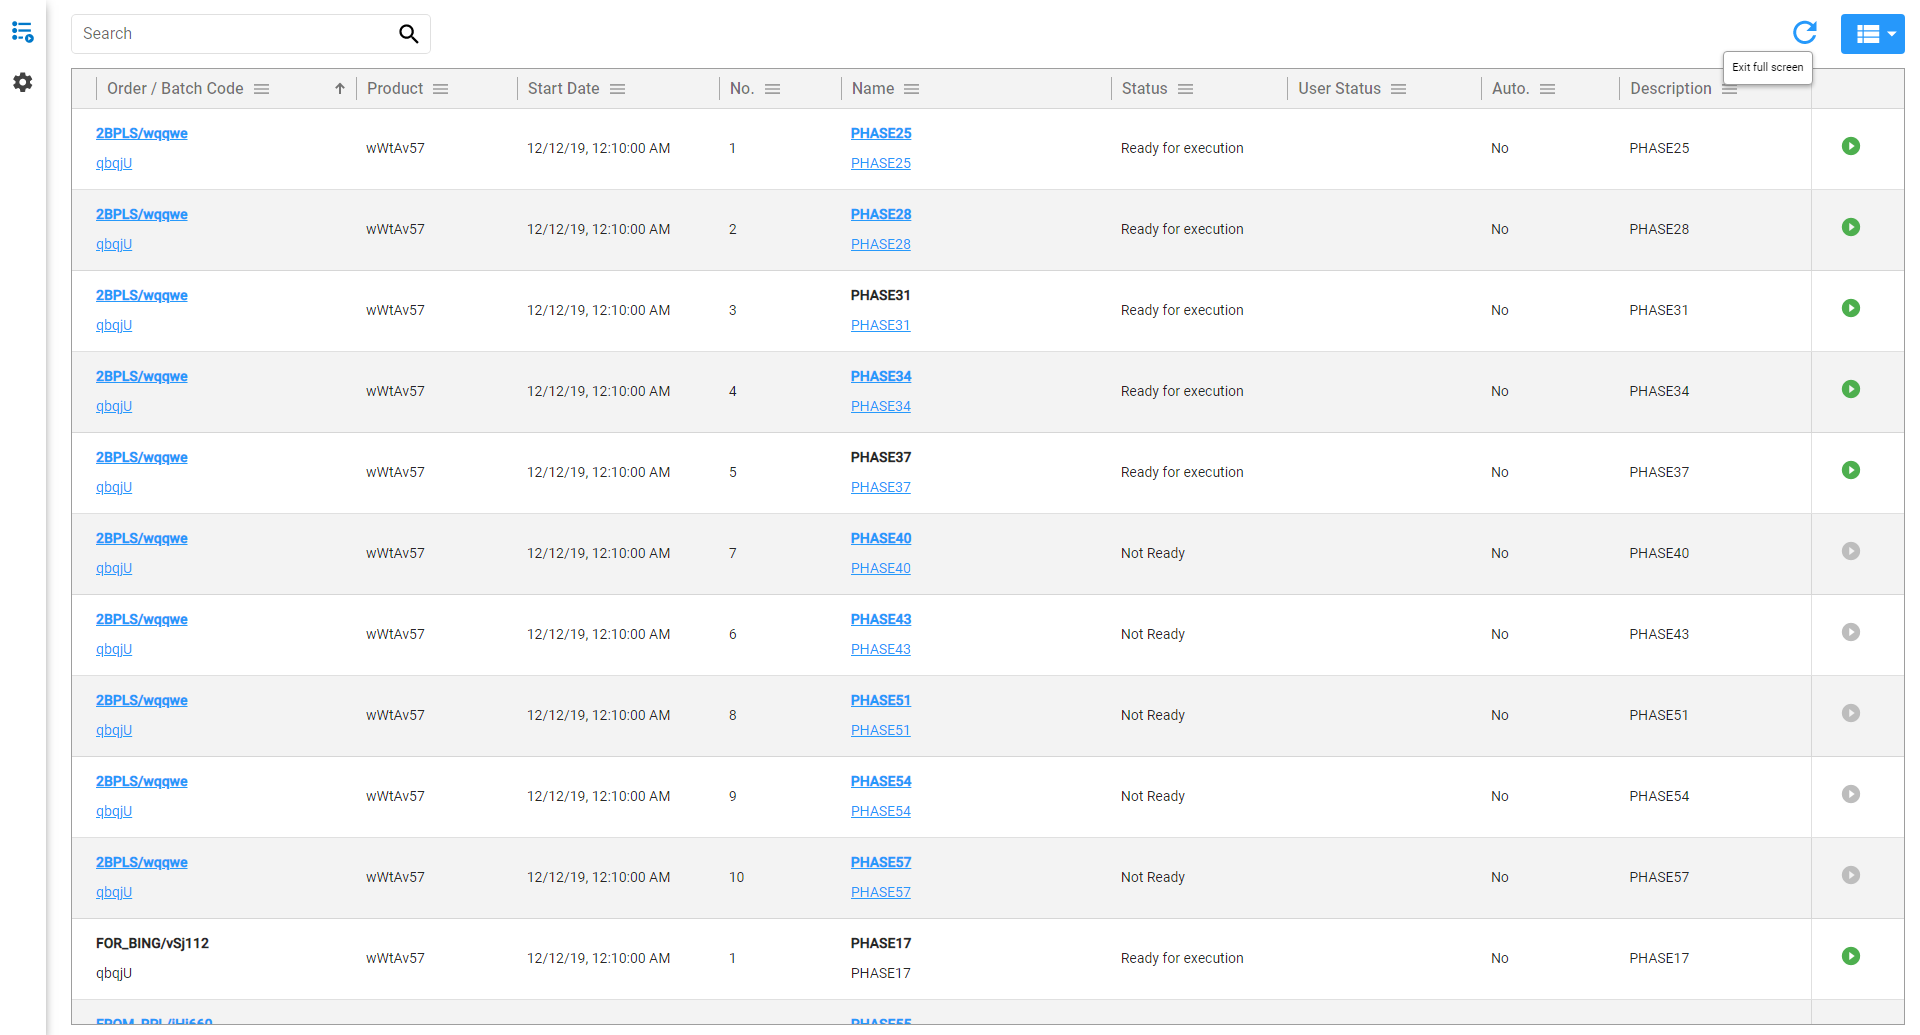 Search
Exit full screen
Order / Batch Code Product Start Date No. Name Status User Status Auto. Description
2BPLS/wqqwe PHASE25
wWtAv57 12/12/19, 12:10:00 AM 1 Ready for execution No PHASE25
qbqjU PHASE25
2BPLS/wqqwe PHASE28
wWtAv57 12/12/19, 12:10:00 AM 2 Ready for execution No PHASE28
qbqjU PHASE28
2BPLS/wqqwe PHASE31
wWtAv57 12/12/19, 12:10:00 AM 3 Ready for execution No PHASE31
qbqjU PHASE31
2BPLS/wqqwe PHASE34
wWtAv57 12/12/19, 12:10:00 AM 4 Ready for execution No PHASE34
qbqjU PHASE34
2BPLS/wqqwe PHASE37
wWtAv57 12/12/19, 12:10:00 AM 5 Ready for execution No PHASE37
qbqjU PHASE37
2BPLS/wqqwe PHASE40
wWtAv57 12/12/19, 12:10:00 AM 7 Not Ready No PHASE40
qbqjU PHASE40
2BPLS/wqqwe PHASE43
wWtAv57 12/12/19, 12:10:00 AM 6 Not Ready No PHASE43
qbqjU PHASE43
2BPLS/wqqwe PHASE51
wWtAv57 12/12/19, 12:10:00 AM 8 Not Ready No PHASE51
qbqjU PHASE51
2BPLS/wqqwe PHASE54
wWtAv57 12/12/19, 12:10:00 AM 9 Not Ready No PHASE54
qbqjU PHASE54
2BPLS/wqqwe PHASE57
wWtAv57 12/12/19, 12:10:00 AM 10 Not Ready No PHASE57
qbqjU PHASE57
FOR_BING/vSj112 PHASE17
wWtAv57 12/12/19, 12:10:00 AM 1 Ready for execution No PHASE17
qbqjU PHASE17
PHASE55